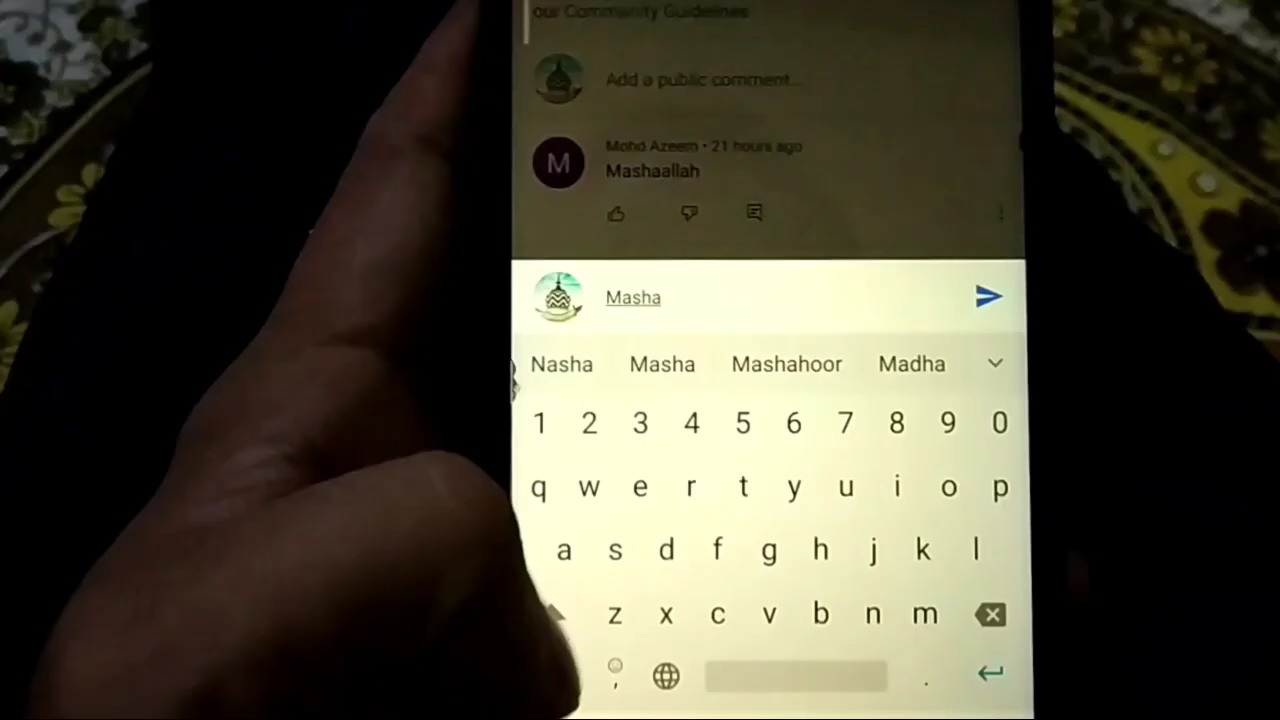 our Community Guidelines
Add a public comment...
M
Mohd Azeem • 21 hours ago
Mashaallah
Masha
Nasha Masha Mashahoor Madha
1 2 3 4 5 6 7 8 9 0
q w e r t y u i o p
a s d f g h j k l
z x c v b n m
, .